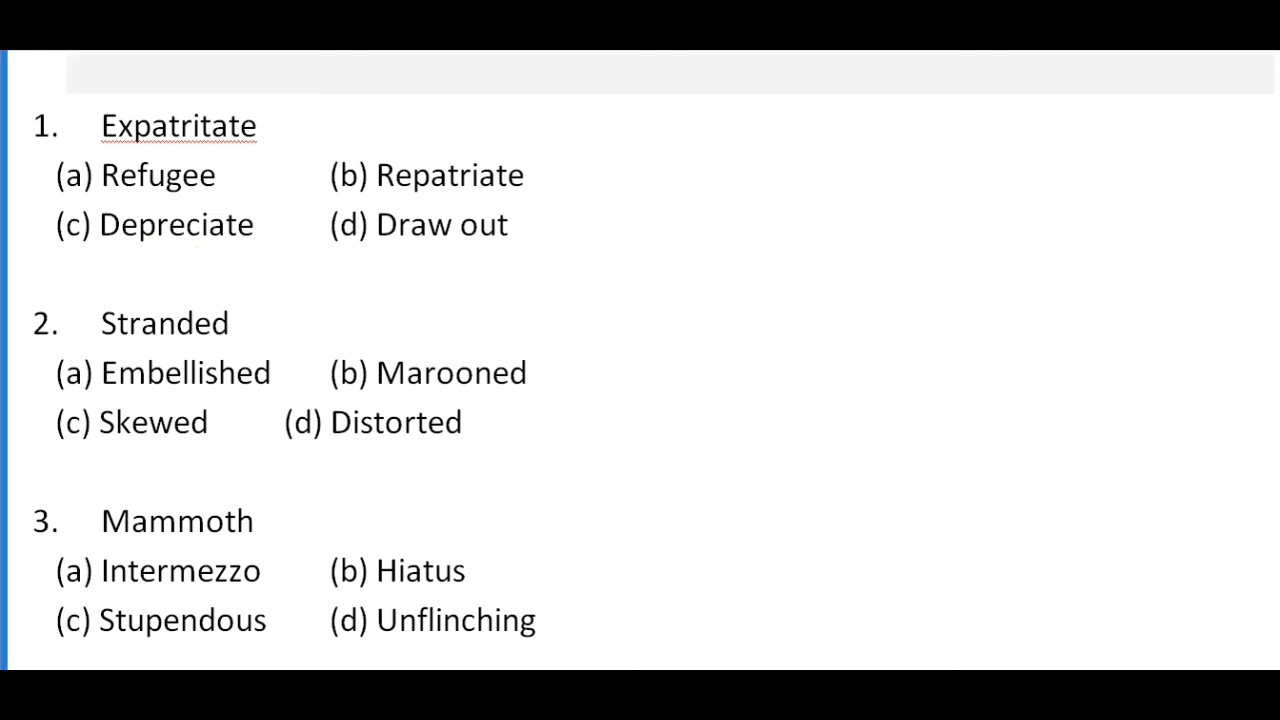 1. Expatritate
(a) Refugee (b) Repatriate
(c) Depreciate (d) Draw out
2. Stranded
(a) Embellished (b) Marooned
(c) Skewed (d) Distorted
3. Mammoth
(a) Intermezzo (b) Hiatus
(c) Stupendous (d) Unflinching